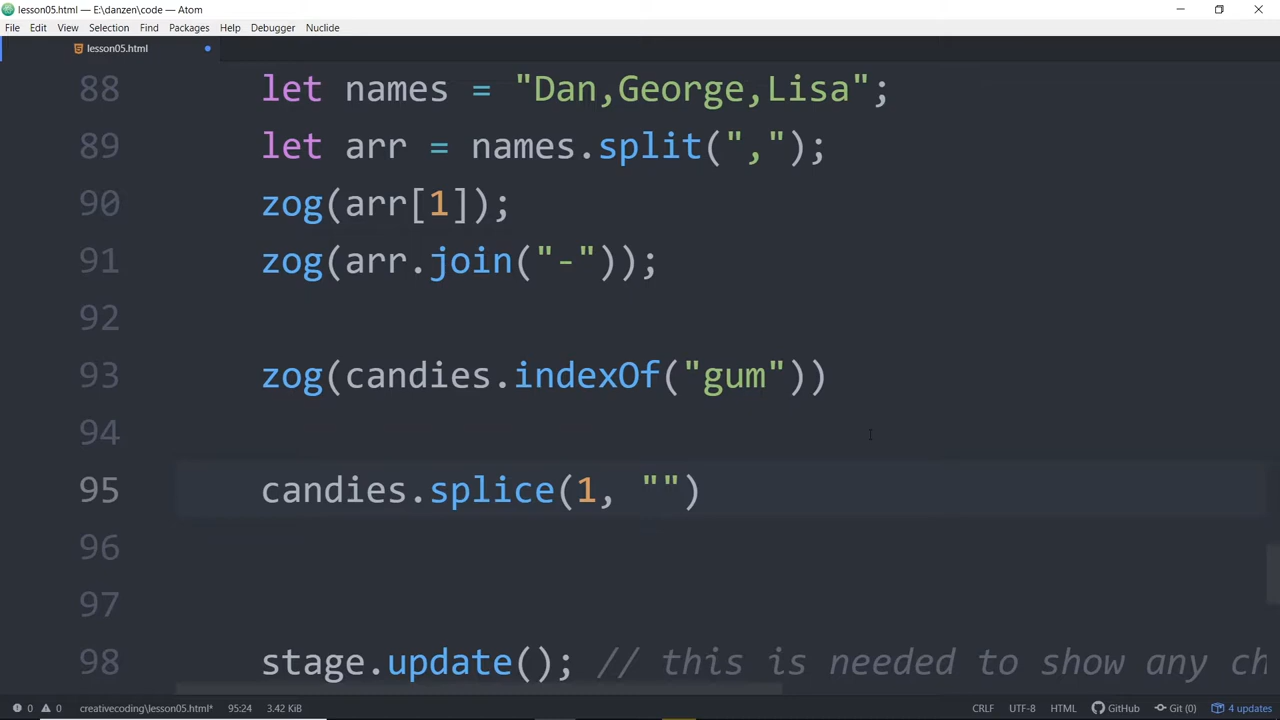 lesson05.html — E:\danzen\code — Atom
File Edit View Selection Find Packages Help Debugger Nuclide
lesson05.html
88 let names = "Dan,George,Lisa";
89 let arr = names.split(",");
90 zog(arr[1]);
91 zog(arr.join("-"));
92
93 zog(candies.indexOf("gum"))
94
95 candies.splice(1, "")
96
97
98 stage.update(); // this is needed to show any ch
0 0 creativecoding\lesson05.html* 95:24 3.42 KiB CRLF UTF-8 HTML GitHub Git (0) 4 updates